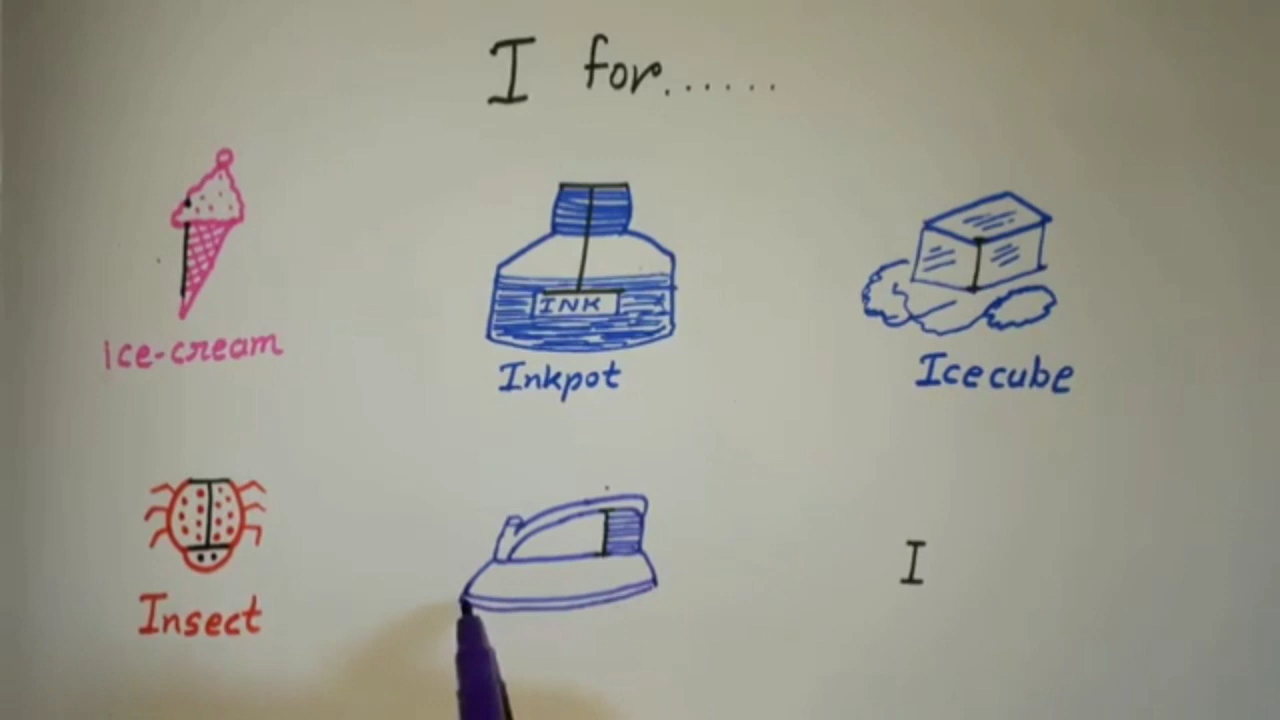 I for......
ice-cream
INK
Inkpot
Icecube
Insect
I